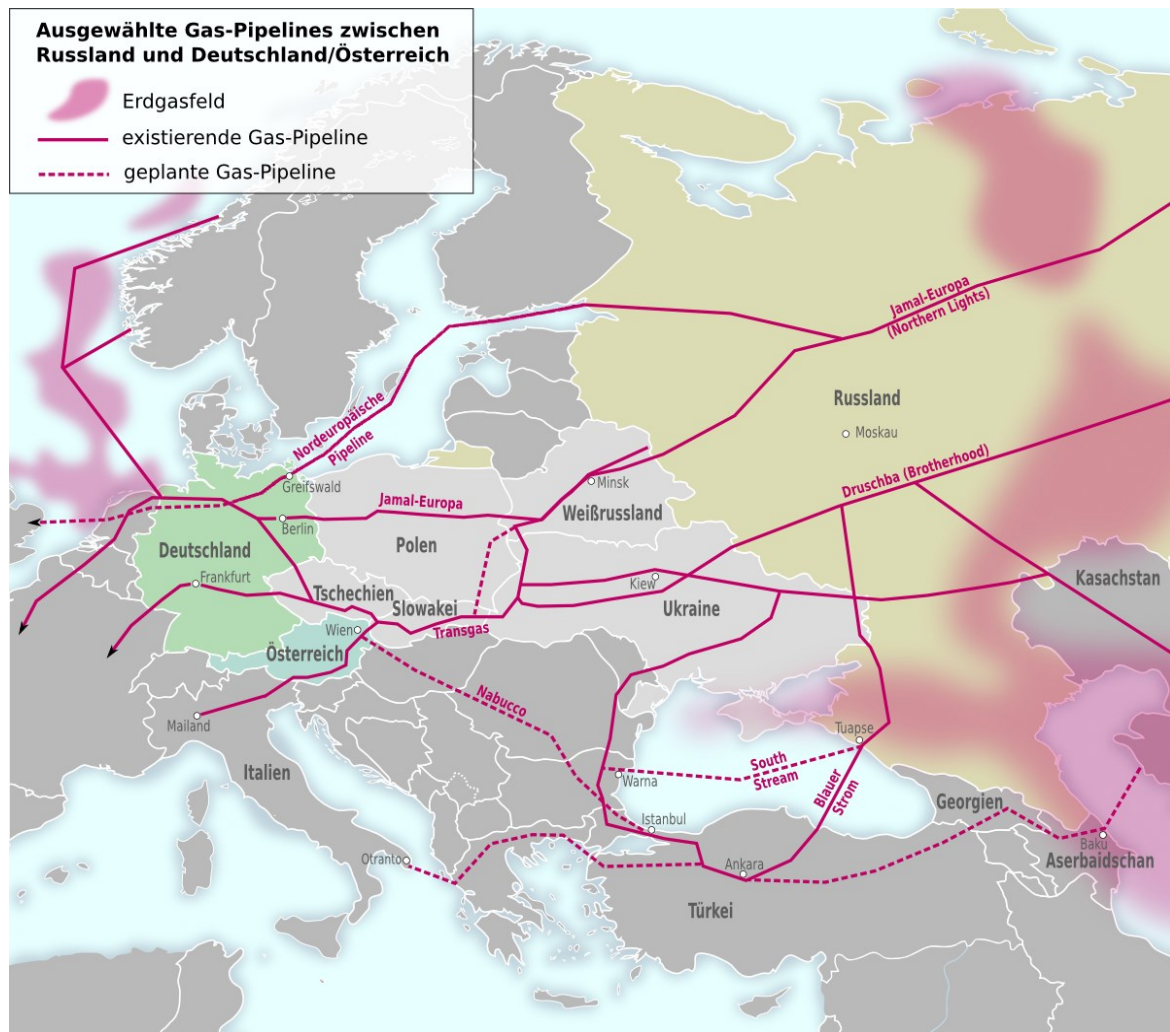 Ausgewählte Gas-Pipelines zwischen
Russland und Deutschland/Österreich
Erdgasfeld
existierende Gas-Pipeline
geplante Gas-Pipeline
Jamal-Europa
(Northern Lights)
Russland
Moskau
Nordeuropäische
Pipeline
Druschba (Brotherhood)
Greifswald
Minsk
Jamal-Europa
Weißrussland
Berlin
Polen
Deutschland
Frankfurt
Kiew
Kasachstan
Tschechien
Slowakei
Ukraine
Transgas
Wien
Österreich
Nabucco
Mailand
Tuapse
South
Stream
Italien
Warna
Blauer
Strom
Georgien
Istanbul
Baku
Otranto
Ankara
Aserbaidschan
Türkei